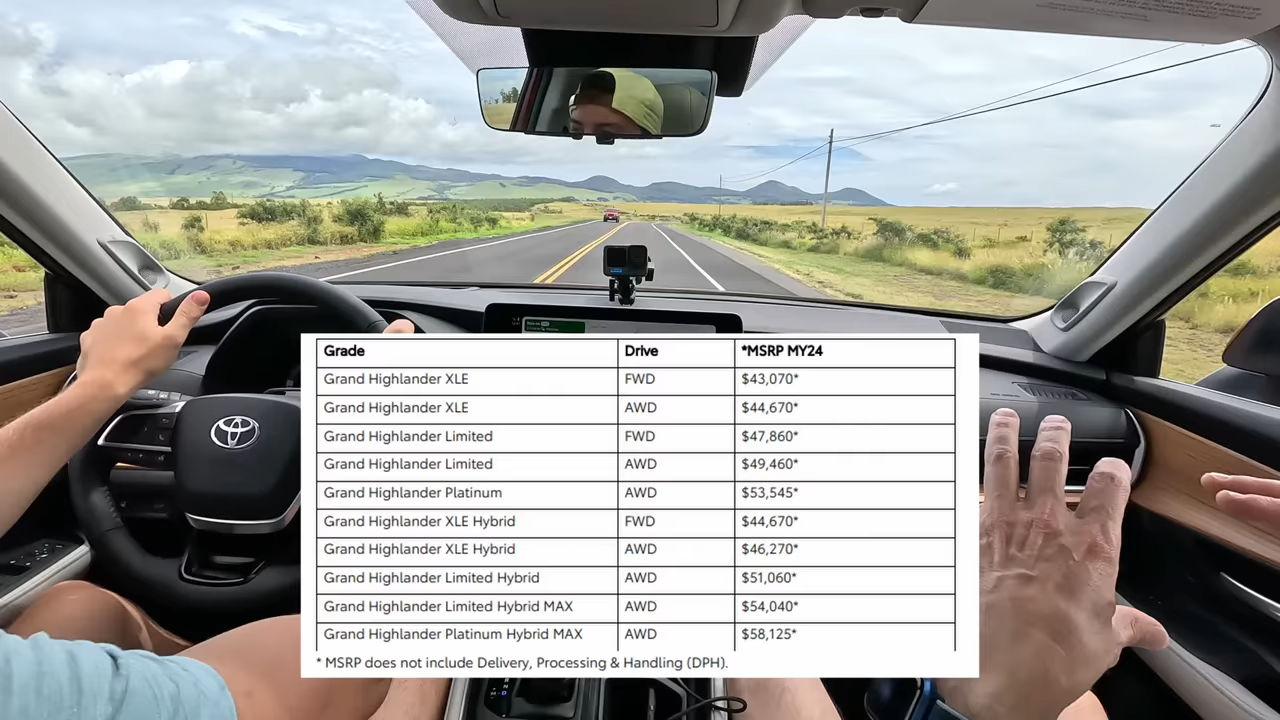 Grade Drive *MSRP MY24
Grand Highlander XLE FWD $43,070*
Grand Highlander XLE AWD $44,670*
Grand Highlander Limited FWD $47,860*
Grand Highlander Limited AWD $49,460*
Grand Highlander Platinum AWD $53,545*
Grand Highlander XLE Hybrid FWD $44,670*
Grand Highlander XLE Hybrid AWD $46,270*
Grand Highlander Limited Hybrid AWD $51,060*
Grand Highlander Limited Hybrid MAX AWD $54,040*
Grand Highlander Platinum Hybrid MAX AWD $58,125*
* MSRP does not include Delivery, Processing & Handling (DPH).